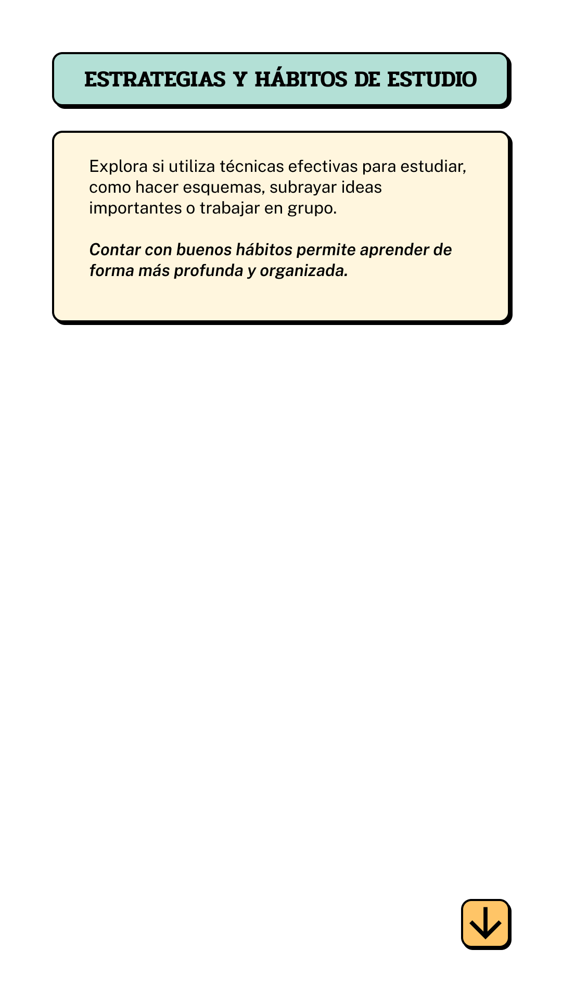 ESTRATEGIAS Y HÁBITOS DE ESTUDIO
Explora si utiliza técnicas efectivas para estudiar,
como hacer esquemas, subrayar ideas
importantes o trabajar en grupo.
Contar con buenos hábitos permite aprender de
forma más profunda y organizada.